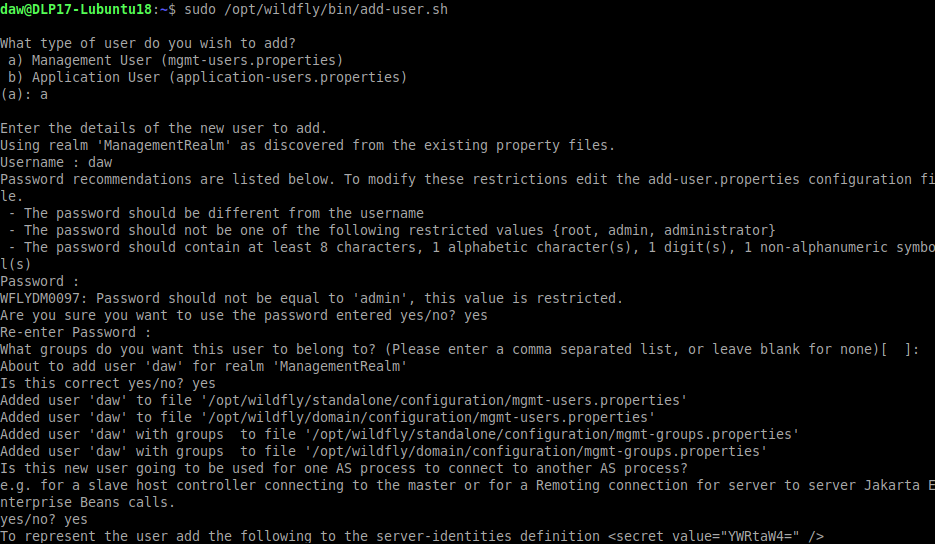 daw@DLP17-Lubuntu18:~$ sudo /opt/wildfly/bin/add-user.sh
What type of user do you wish to add?
a) Management User (mgmt-users.properties)
b) Application User (application-users.properties)
(a): a
Enter the details of the new user to add.
Using realm 'ManagementRealm' as discovered from the existing property files.
Username : daw
Password recommendations are listed below. To modify these restrictions edit the add-user.properties configuration fi
le.
- The password should be different from the username
- The password should not be one of the following restricted values {root, admin, administrator}
- The password should contain at least 8 characters, 1 alphabetic character(s), 1 digit(s), 1 non-alphanumeric symbo
l(s)
Password :
WFLYDM0097: Password should not be equal to 'admin', this value is restricted.
Are you sure you want to use the password entered yes/no? yes
Re-enter Password :
What groups do you want this user to belong to? (Please enter a comma separated list, or leave blank for none)[  ]:
About to add user 'daw' for realm 'ManagementRealm'
Is this correct yes/no? yes
Added user 'daw' to file '/opt/wildfly/standalone/configuration/mgmt-users.properties'
Added user 'daw' to file '/opt/wildfly/domain/configuration/mgmt-users.properties'
Added user 'daw' with groups  to file '/opt/wildfly/standalone/configuration/mgmt-groups.properties'
Added user 'daw' with groups  to file '/opt/wildfly/domain/configuration/mgmt-groups.properties'
Is this new user going to be used for one AS process to connect to another AS process?
e.g. for a slave host controller connecting to the master or for a Remoting connection for server to server Jakarta E
nterprise Beans calls.
yes/no? yes
To represent the user add the following to the server-identities definition <secret value="YWRtaW4=" />